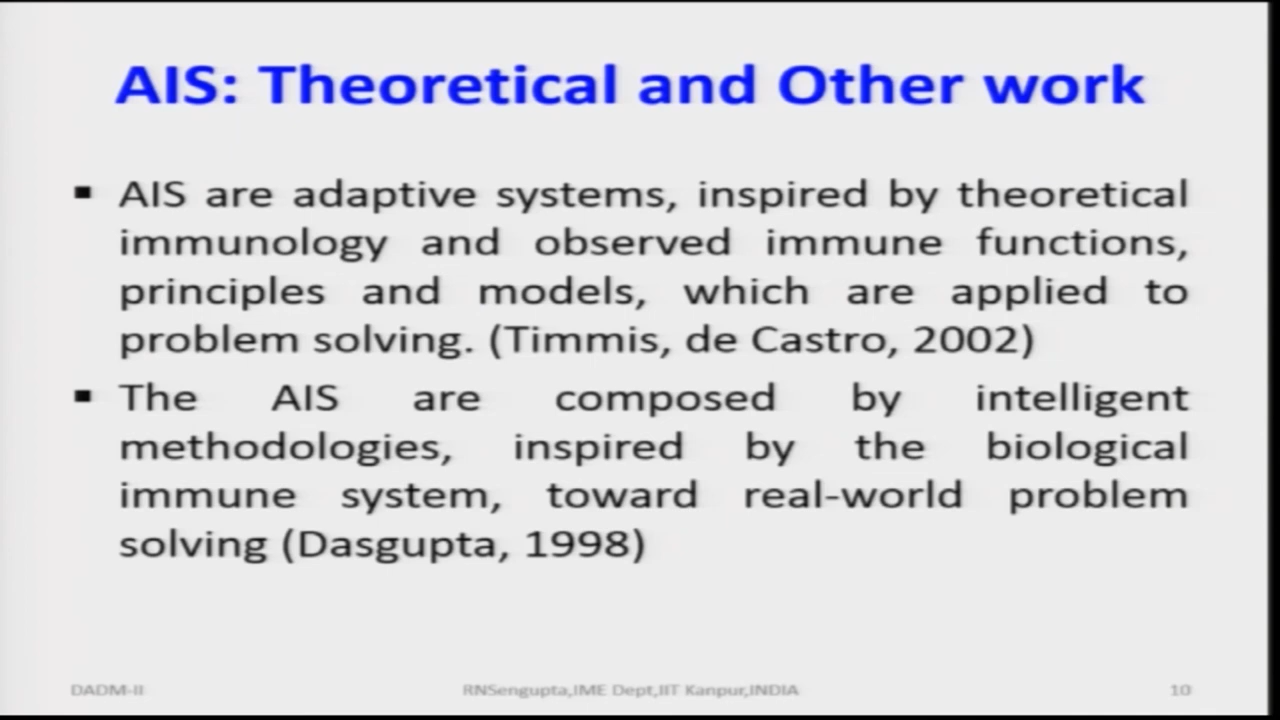 AIS: Theoretical and Other work
▪ AIS are adaptive systems, inspired by theoretical
immunology and observed immune functions,
principles and models, which are applied to
problem solving. (Timmis, de Castro, 2002)
▪ The AIS are composed by intelligent
methodologies, inspired by the biological
immune system, toward real-world problem
solving (Dasgupta, 1998)
DADM-II RNSengupta,IME Dept,IIT Kanpur,INDIA 10